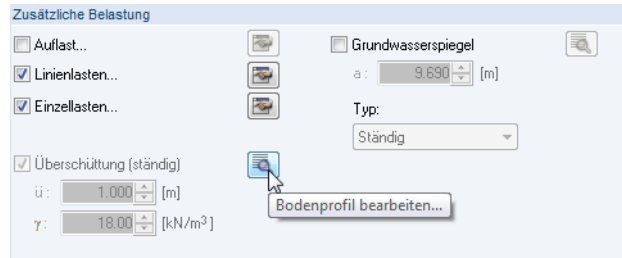 Zusätzliche Belastung
Auflast...
Linienlasten...
Einzellasten...
Überschüttung (ständig)
ü: 1.000 [m]
γ: 18.00 [kN/m³]
Grundwasserspiegel
a: 9.690 [m]
Typ:
Ständig
Bodenprofil bearbeiten...